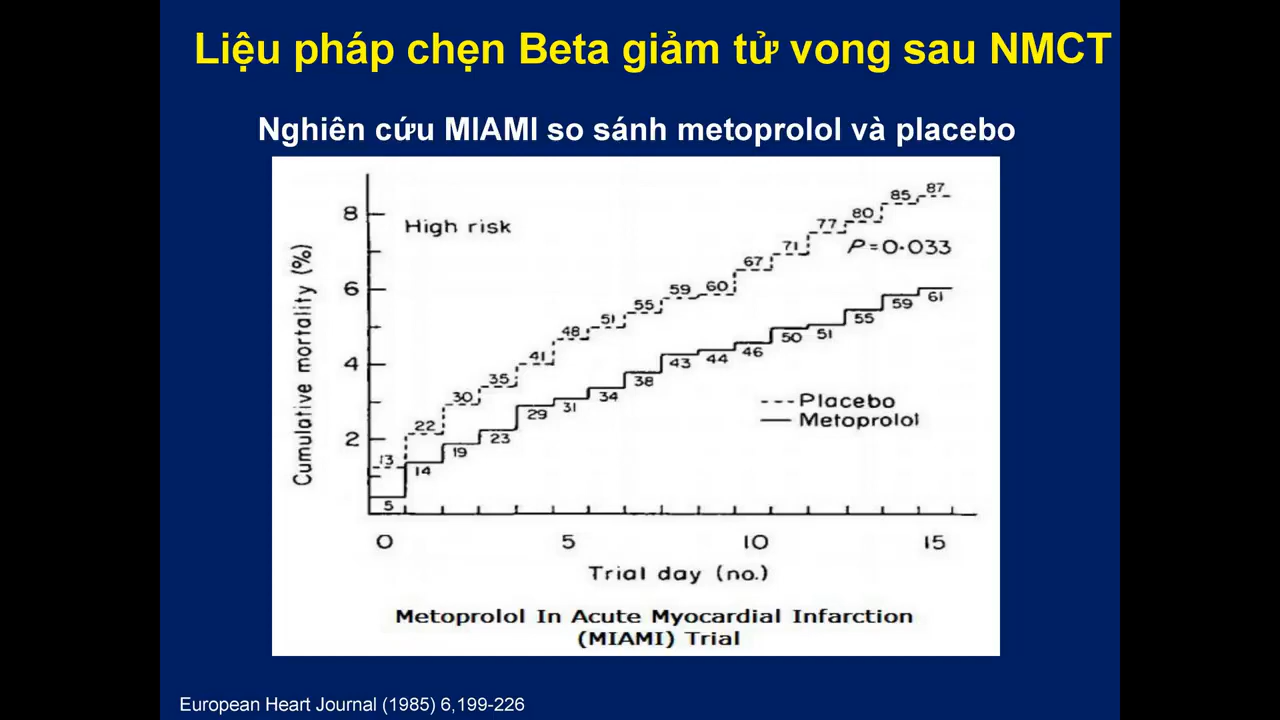 Liệu pháp chẹn Beta giảm tử vong sau NMCT
Nghiên cứu MIAMI so sánh metoprolol và placebo
High risk
P=0·033
Cumulative mortality (%)
8
6
4
2
13 22 30 35 41 48 51 55 59 60 67 71 77 80 85 87
5 14 19 23 29 31 34 38 43 44 46 50 51 55 59 61
Placebo
Metoprolol
0 5 10 15
Trial day (no.)
Metoprolol In Acute Myocardial Infarction
(MIAMI) Trial
European Heart Journal (1985) 6,199-226